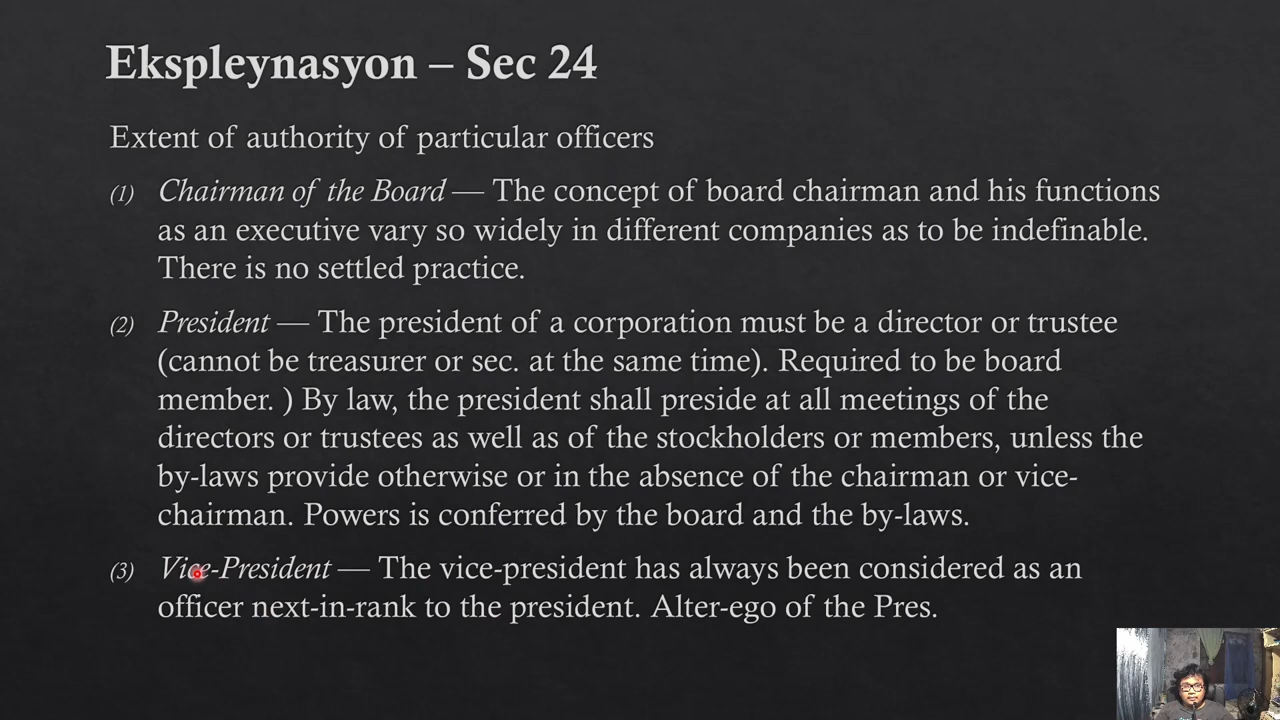 Ekspleynasyon – Sec 24
Extent of authority of particular officers
(1) Chairman of the Board — The concept of board chairman and his functions
as an executive vary so widely in different companies as to be indefinable.
There is no settled practice.
(2) President — The president of a corporation must be a director or trustee
(cannot be treasurer or sec. at the same time). Required to be board
member. ) By law, the president shall preside at all meetings of the
directors or trustees as well as of the stockholders or members, unless the
by-laws provide otherwise or in the absence of the chairman or vice-
chairman. Powers is conferred by the board and the by-laws.
(3) Vice-President — The vice-president has always been considered as an
officer next-in-rank to the president. Alter-ego of the Pres.